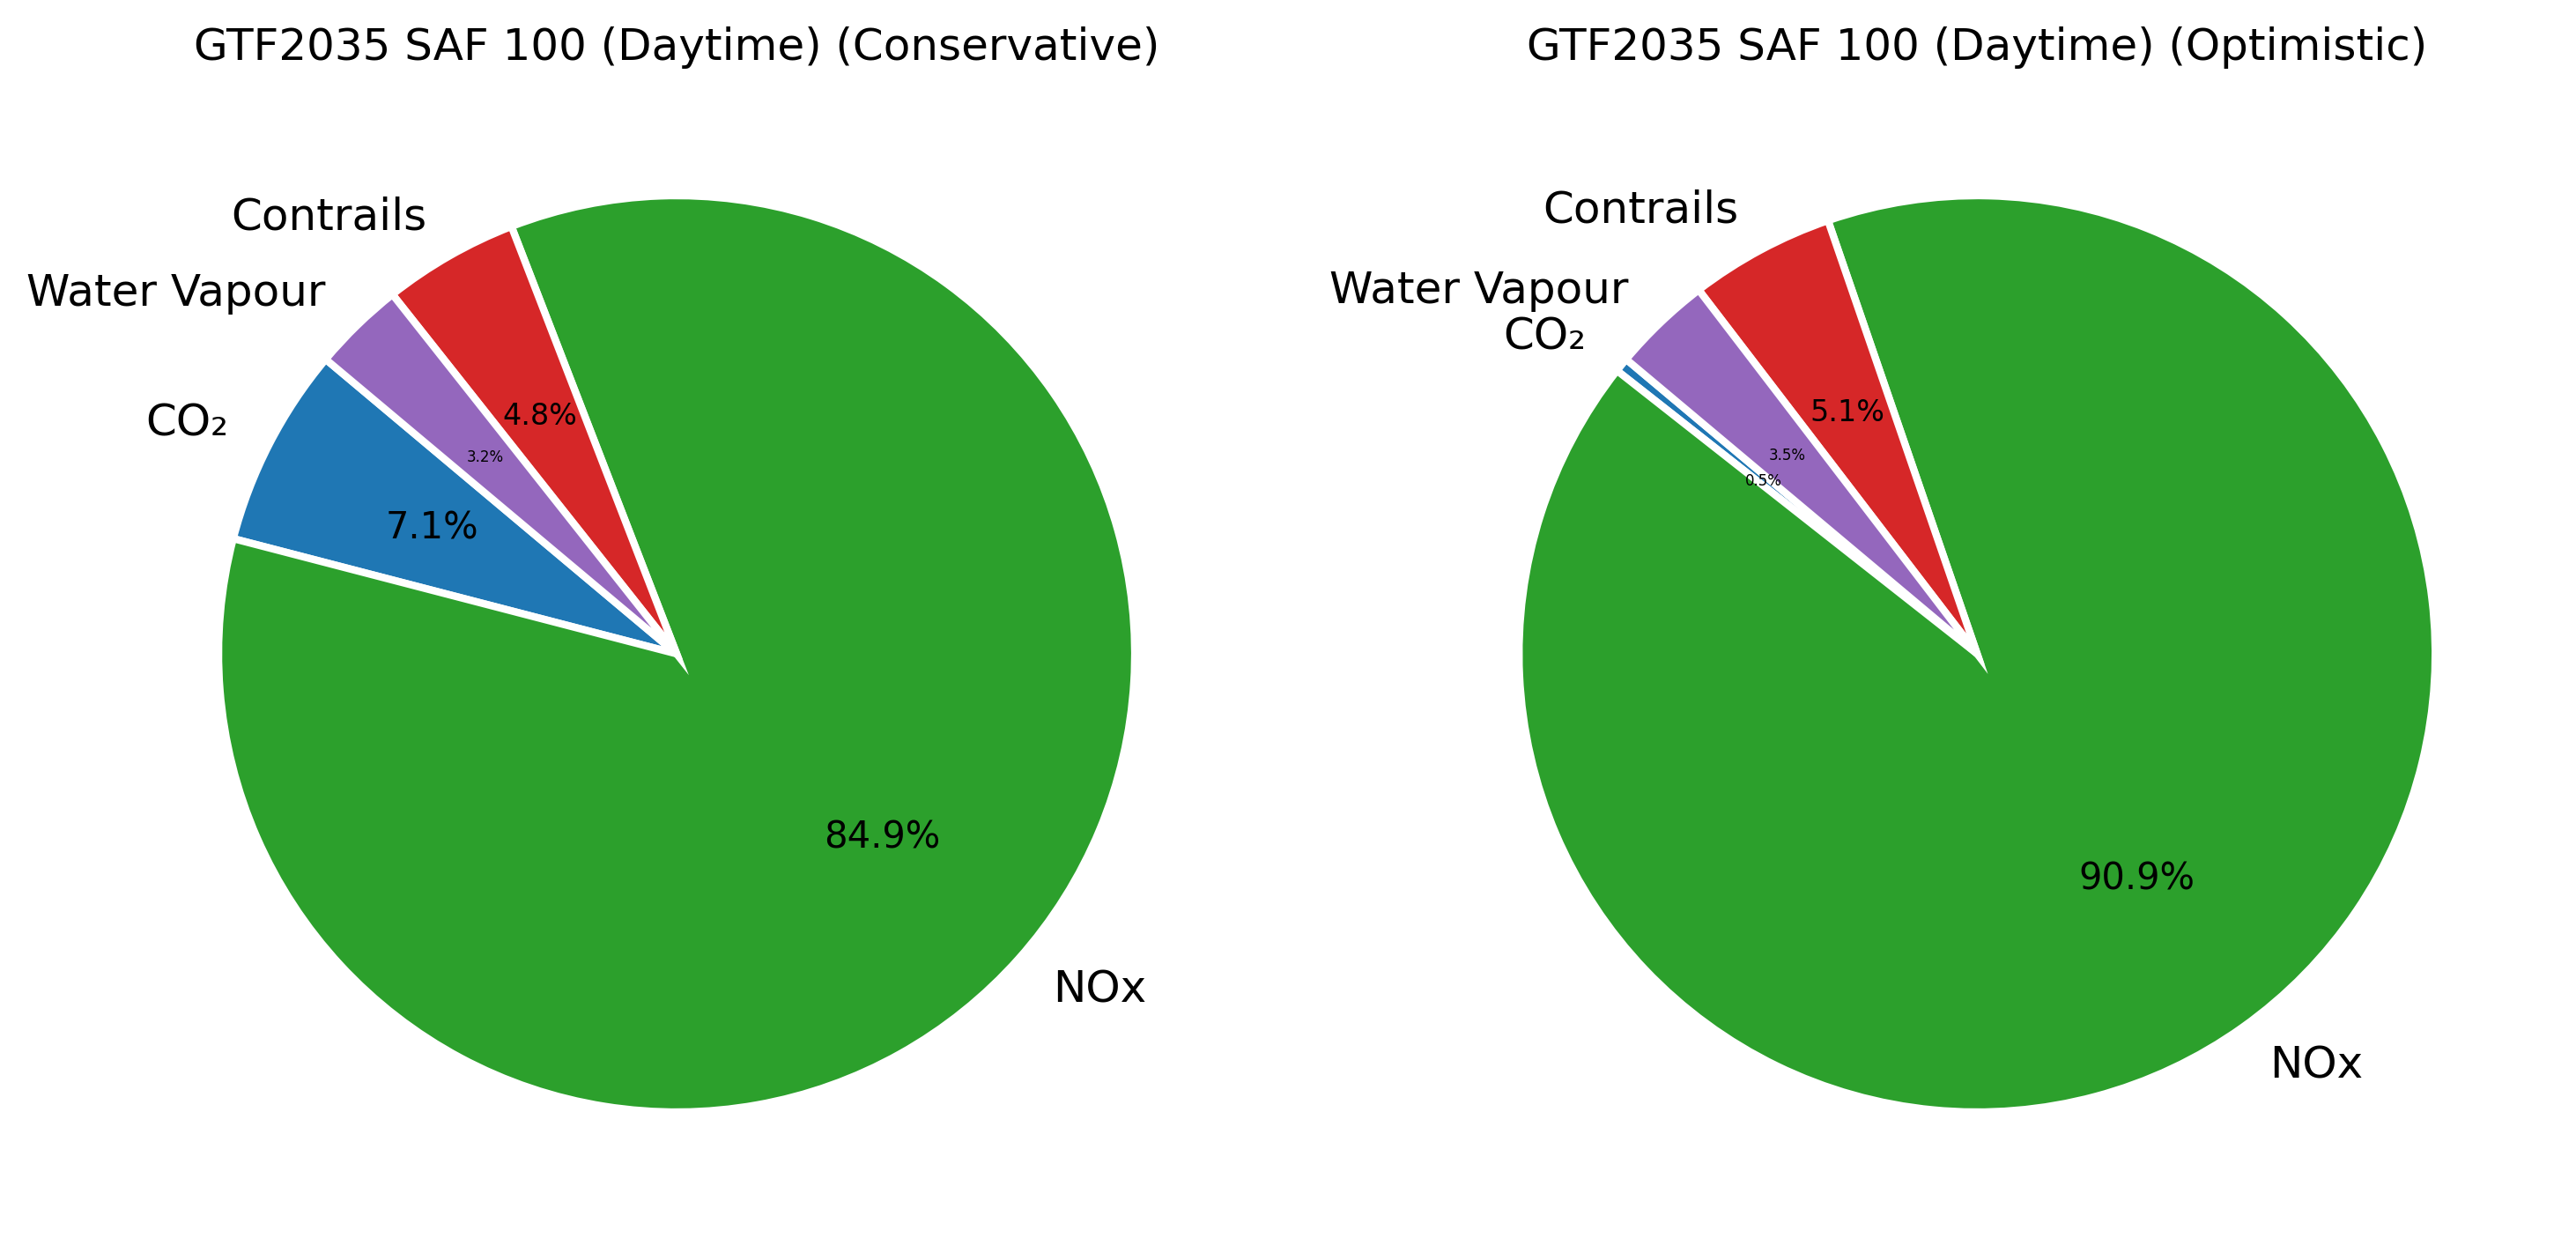 GTF2035 SAF 100 (Daytime) (Conservative)
Contrails
Water Vapour
CO₂
4.8%
3.2%
7.1%
84.9%
NOx
GTF2035 SAF 100 (Daytime) (Optimistic)
Contrails
Water Vapour
CO₂
5.1%
3.5%
0.5%
90.9%
NOx